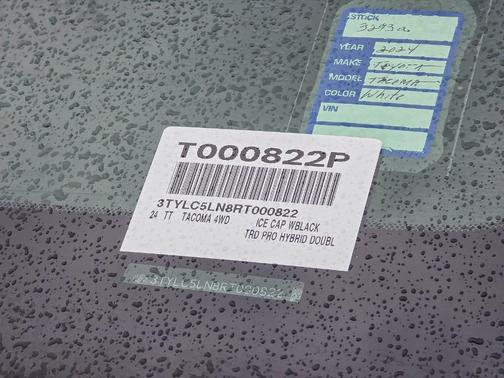 STOCK
3293a
YEAR 2024
MAKE TOYOTA
MODEL TACOMA
COLOR White
VIN
T000822P
3TYLC5LN8RT000822
24 TT TACOMA 4WD ICE CAP WBLACK
TRD PRO HYBRID DOUBL
3TYLC5LN8RT000822